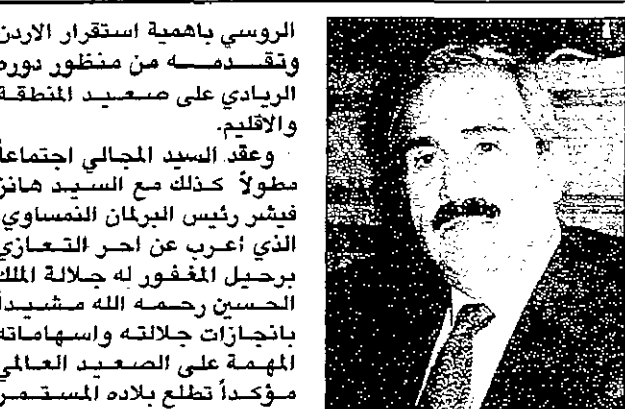 الروسي باهمية استقرار الاردن
وتقدمه من منظور دوره
الريادي على صعيد المنطقة
والاقليم.
وعقد السيد المجالي اجتماعاً
مطولاً كذلك مع السيد هانز
فيشر رئيس البرلمان النمساوي
الذي اعرب عن احر التعازي
برحيل المغفور له جلالة الملك
الحسين رحمه الله مشيداً
بانجازات جلالته واسهاماته
المهمة على الصعيد العالمي
مؤكداً تطلع بلاده المستمر